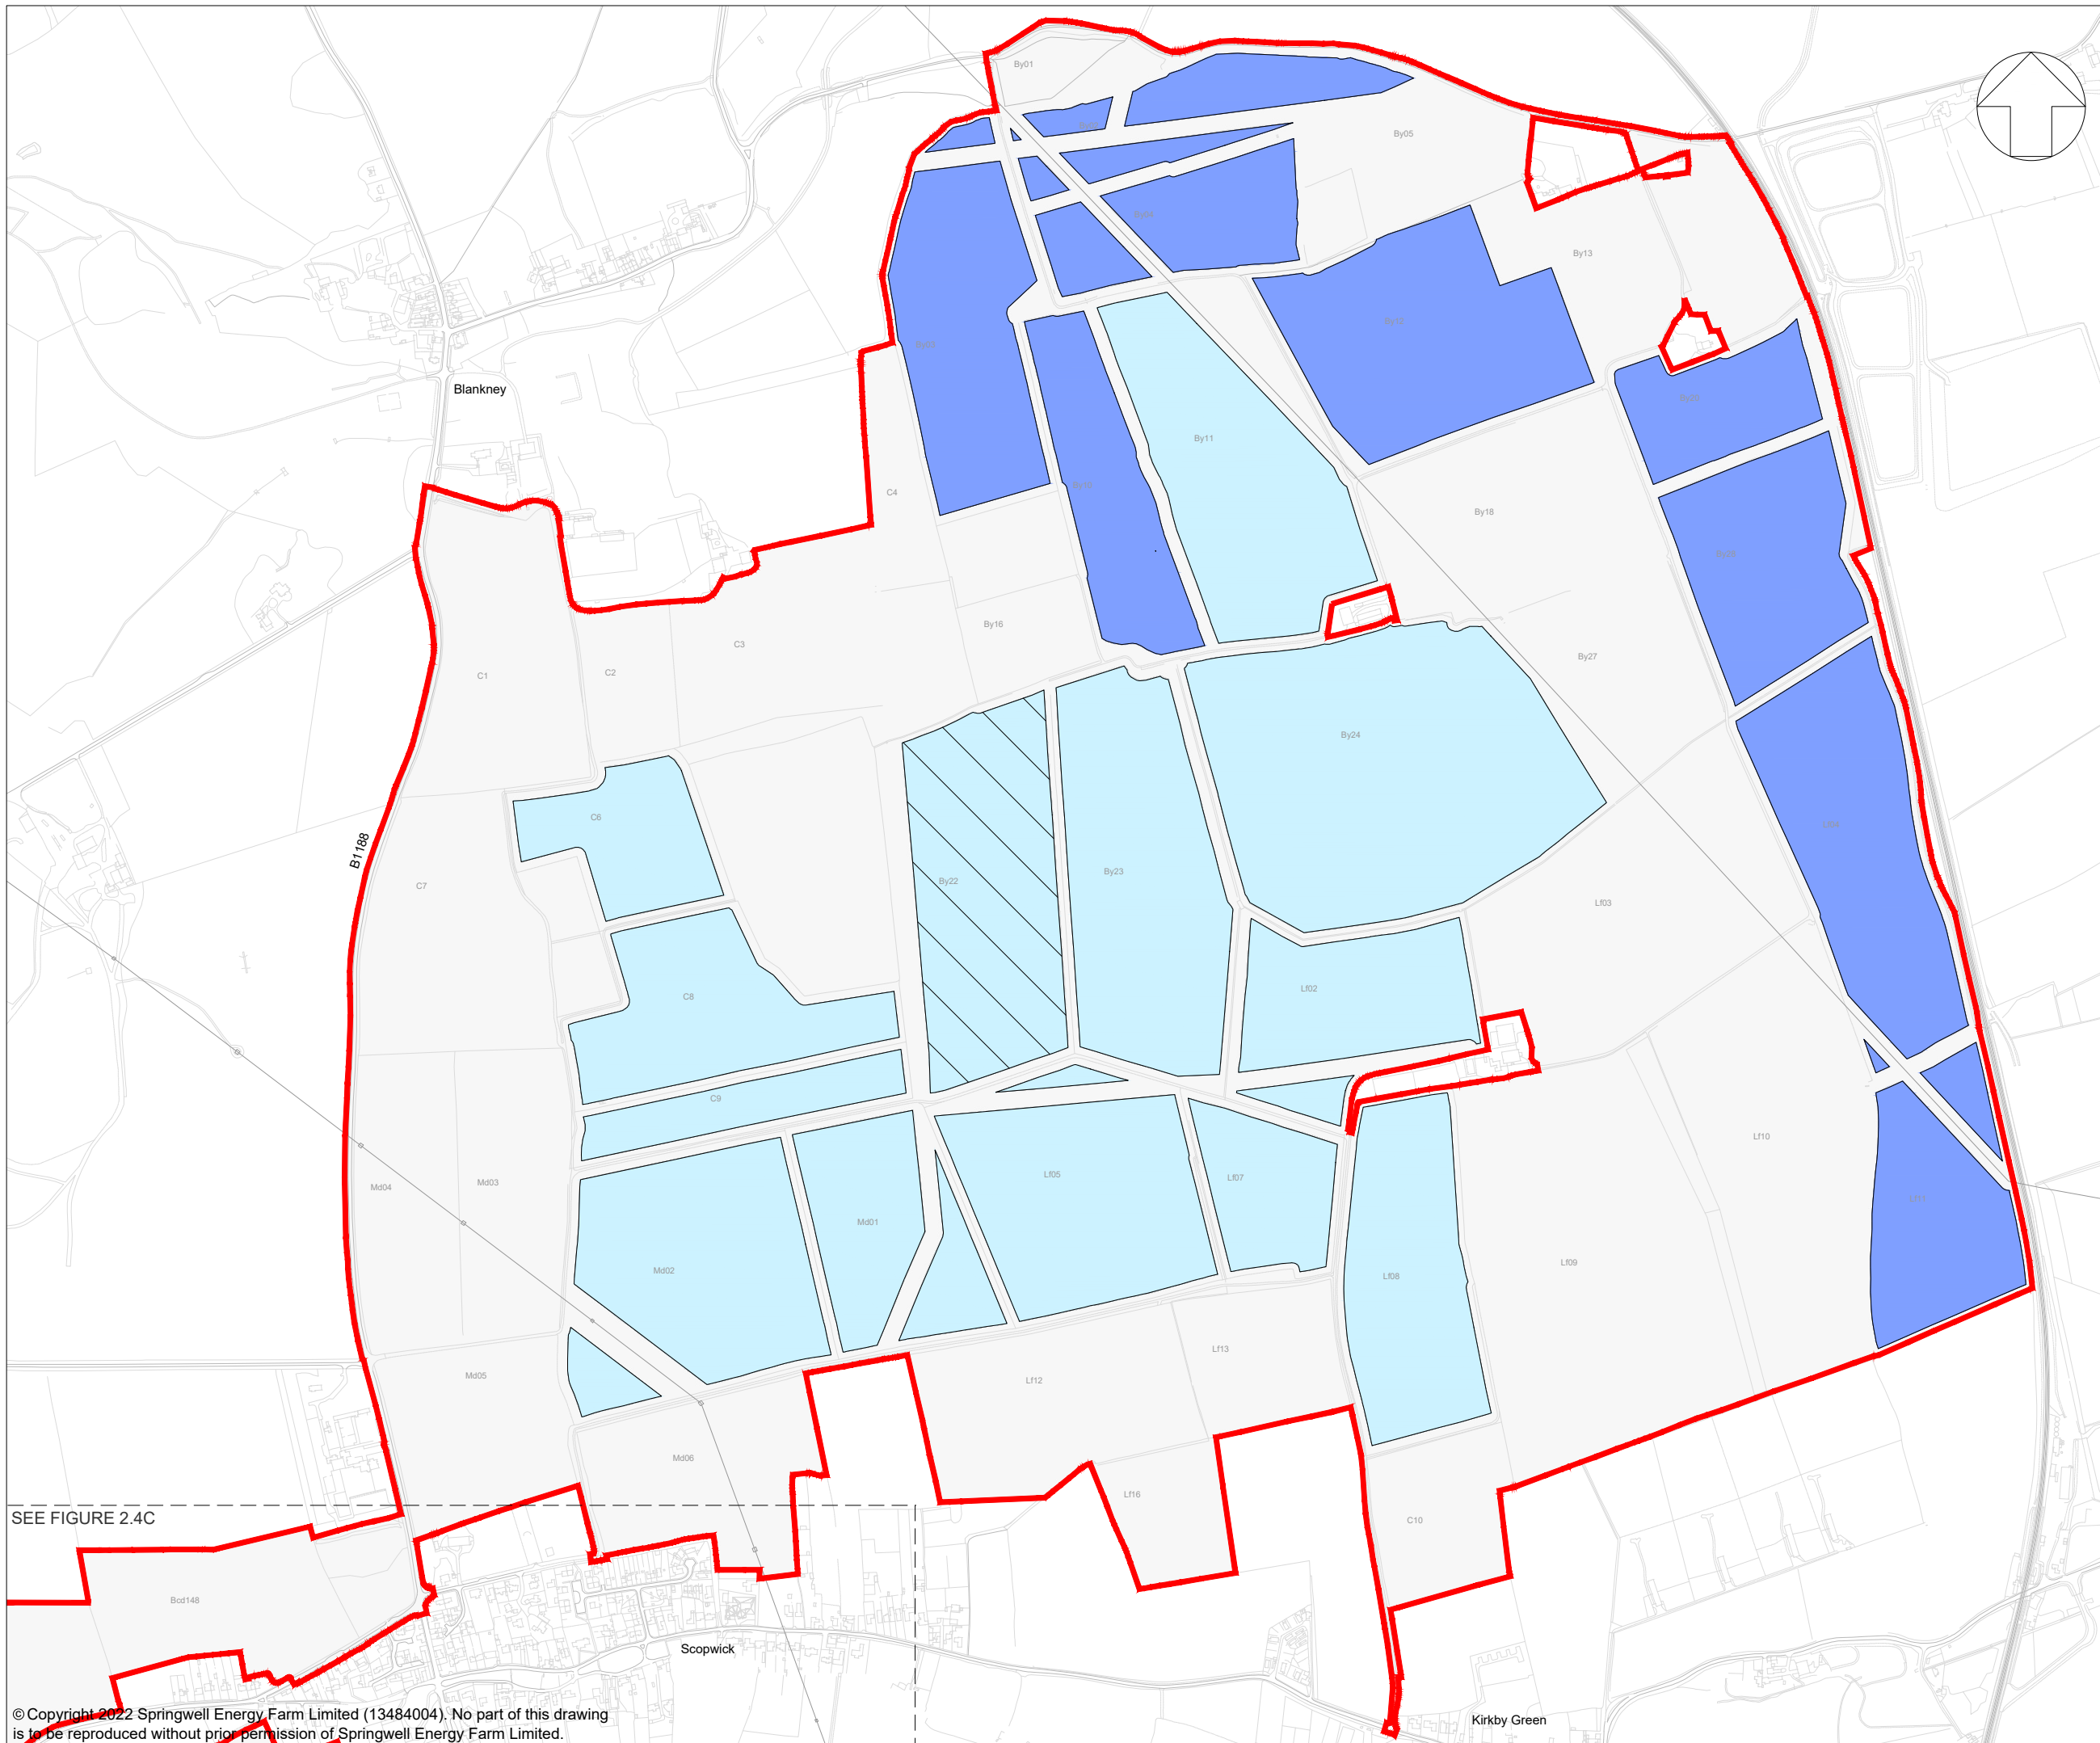 By01
By05
By13
Blankney
By11
C4
By18
By16
C3
C2
C1
By27
By24
C6
B1188
By23
By22
C7
Lf03
C8
Lf02
C9
Lf10
Lf05
Lf07
Md04
Md03
Md01
Md02
Lf09
Lf08
Lf13
Md05
Lf12
Md06
Lf16
SEE FIGURE 2.4C
C10
Bcd148
Scopwick
Kirkby Green
© Copyright 2022 Springwell Energy Farm Limited (13484004). No part of this drawing
is to be reproduced without prior permission of Springwell Energy Farm Limited.